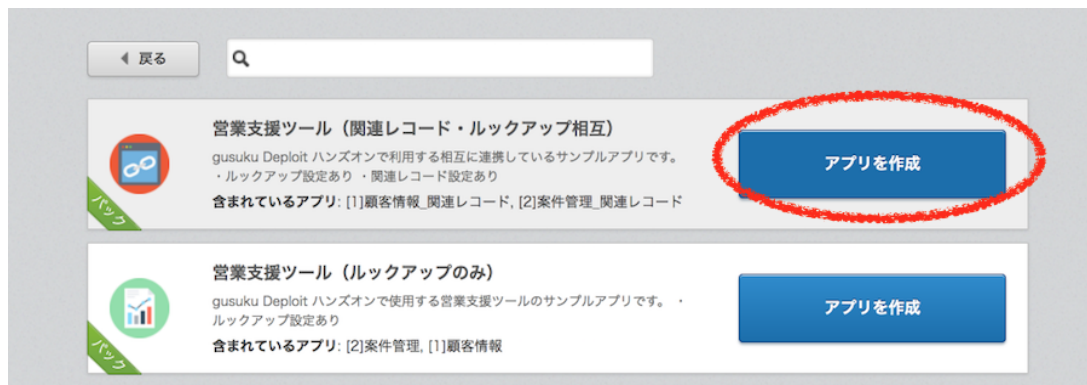 戻る
営業支援ツール（関連レコード・ルックアップ相互）
gusuku Deploit ハンズオンで利用する相互に連携しているサンプルアプリです。
・ルックアップ設定あり ・関連レコード設定あり
含まれているアプリ: [1]顧客情報_関連レコード, [2]案件管理_関連レコード
パック
アプリを作成
営業支援ツール（ルックアップのみ）
gusuku Deploit ハンズオンで使用する営業支援ツールのサンプルアプリです。 ・
ルックアップ設定あり
含まれているアプリ: [2]案件管理, [1]顧客情報
パック
アプリを作成